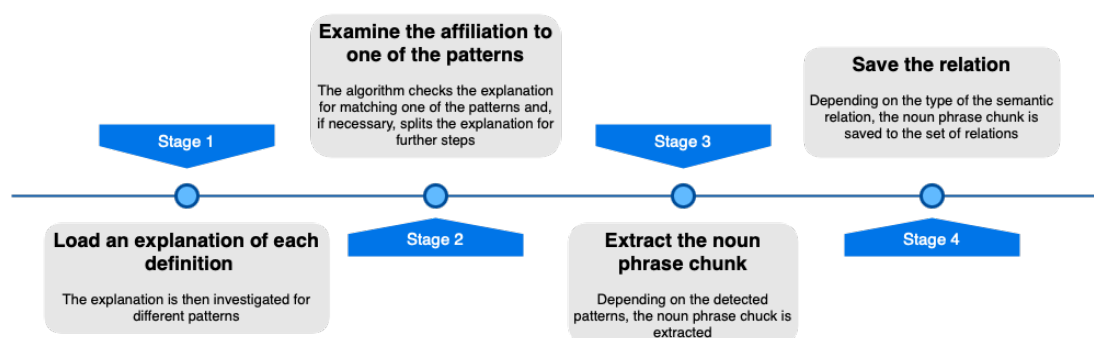 Stage 1
Load an explanation of each
definition
The explanation is then investigated for
different patterns
Examine the affiliation to
one of the patterns
The algorithm checks the explanation
for matching one of the patterns and,
if necessary, splits the explanation for
further steps
Stage 2
Stage 3
Extract the noun
phrase chunk
Depending on the detected
patterns, the noun phrase chuck is
extracted
Save the relation
Depending on the type of the semantic
relation, the noun phrase chunk is
saved to the set of relations
Stage 4